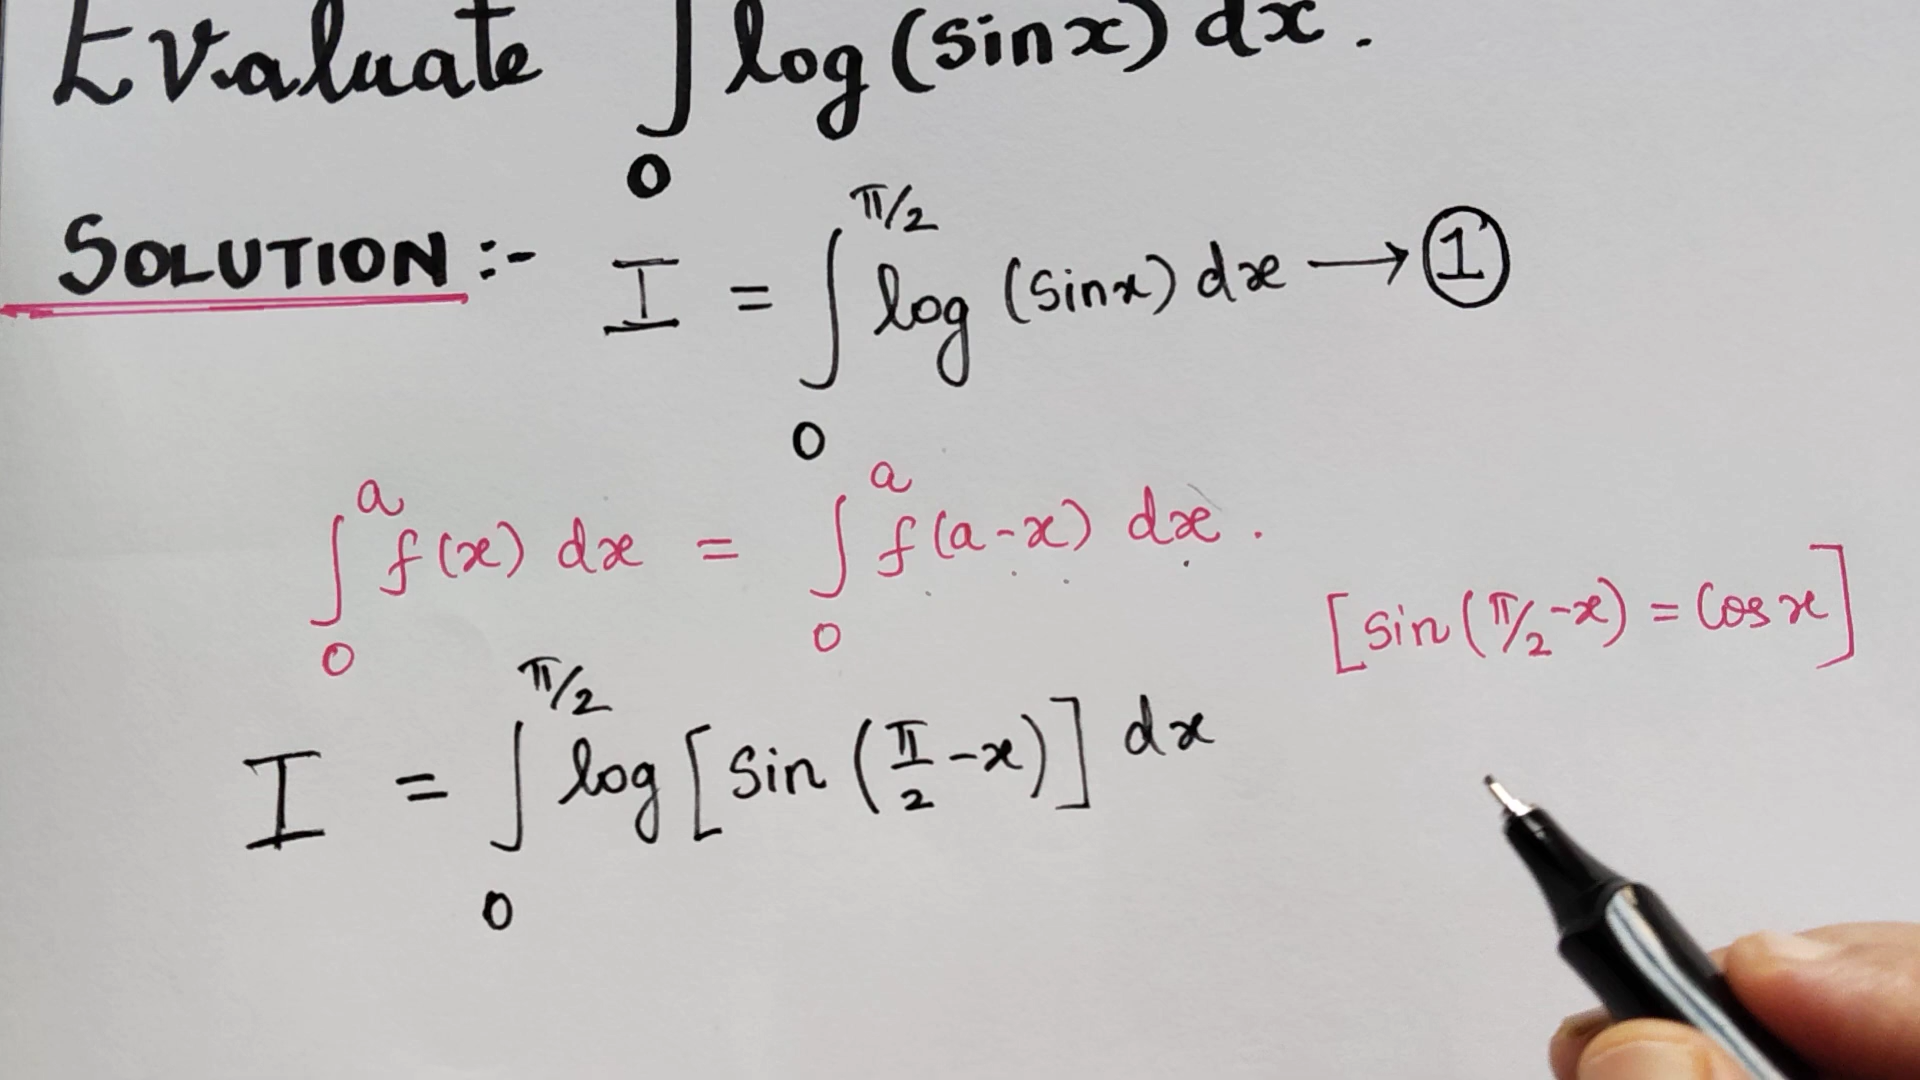 Evaluate ∫₀ log (sinx) dx.
SOLUTION :- I = ∫₀^(π/2) log (sinx) dx → ①
∫₀^a f(x) dx = ∫₀^a f(a-x) dx.
[sin(π/2-x) = Cosx]
I = ∫₀^(π/2) log [sin (π/2-x)] dx